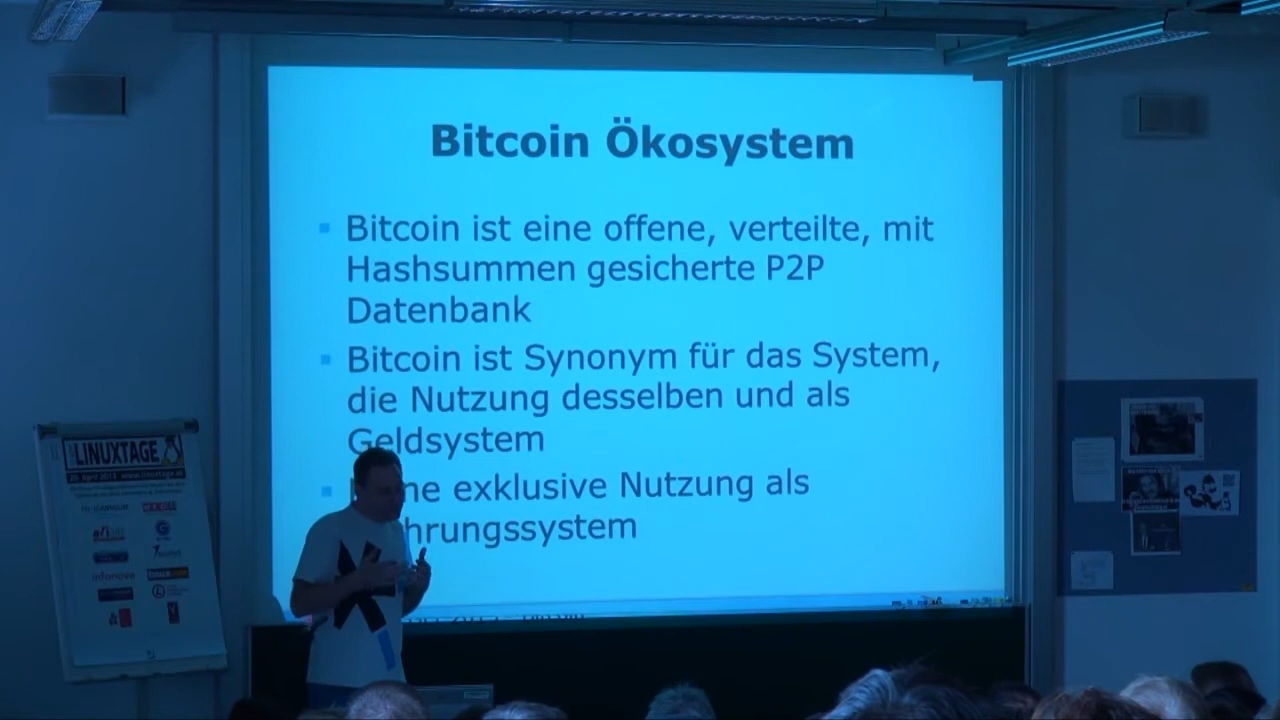 Bitcoin Ökosystem
Bitcoin ist eine offene, verteilte, mit
Hashsummen gesicherte P2P
Datenbank
Bitcoin ist Synonym für das System,
die Nutzung desselben und als
Geldsystem
exklusive Nutzung als
LINUXTAGE